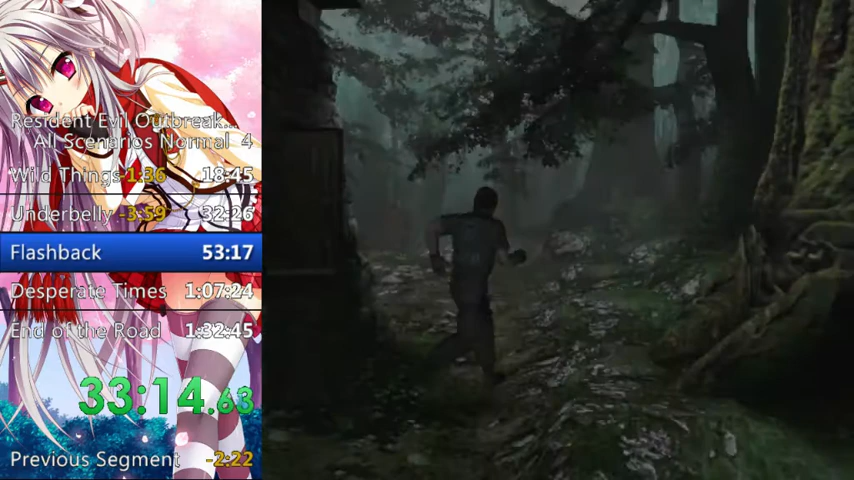 Resident Evil Outbreak...
All Scenarios Normal 4
Wild Things -1:36 18:45
Underbelly -3:59 32:26
Flashback 53:17
Desperate Times 1:07:24
End of the Road 1:32:45
33:14.63
Previous Segment -2:22